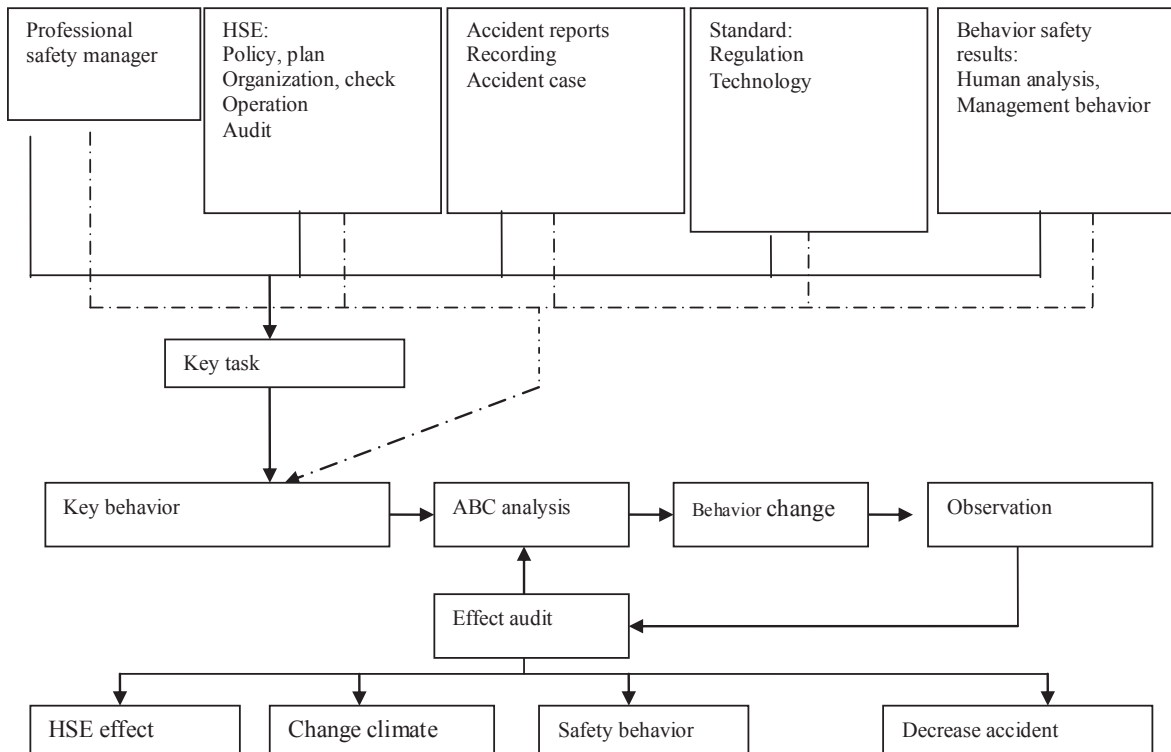 Professional
safety manager
HSE:
Policy, plan
Organization, check
Operation
Audit
Accident reports
Recording
Accident case
Standard:
Regulation
Technology
Behavior safety
results:
Human analysis,
Management behavior
Key task
Key behavior
ABC analysis
Behavior change
Observation
Effect audit
HSE effect
Change climate
Safety behavior
Decrease accident